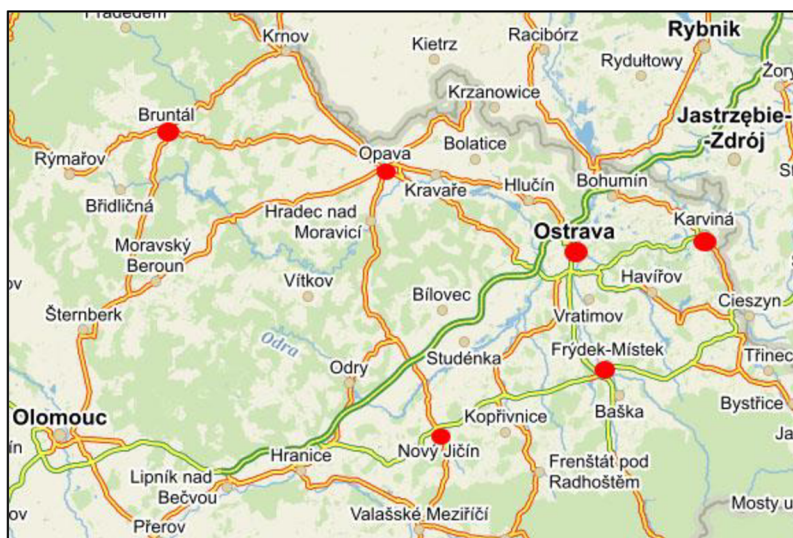 Praděděm
Krnov
Kietrz
Racibórz
Rybnik
Rydułtowy
Żory
Krzanowice
Bruntál
Jastrzębie-
-Zdrój
Opava
Bolatice
Rýmařov
Kravaře
Hlučín
Bohumín
Břidličná
Hradec nad
Moravicí
Ostrava
Karviná
Moravský
Beroun
Vítkov
Bílovec
Havířov
Cieszyn
Šternberk
Vratimov
Odra
Studénka
Frýdek-Místek
Třinec
Odry
Baška
Bystřice
Olomouc
Kopřivnice
Nový Jičín
Hranice
Lipník nad
Bečvou
Frenštát pod
Radhoštěm
Valašské Meziříčí
Přerov
Mosty u